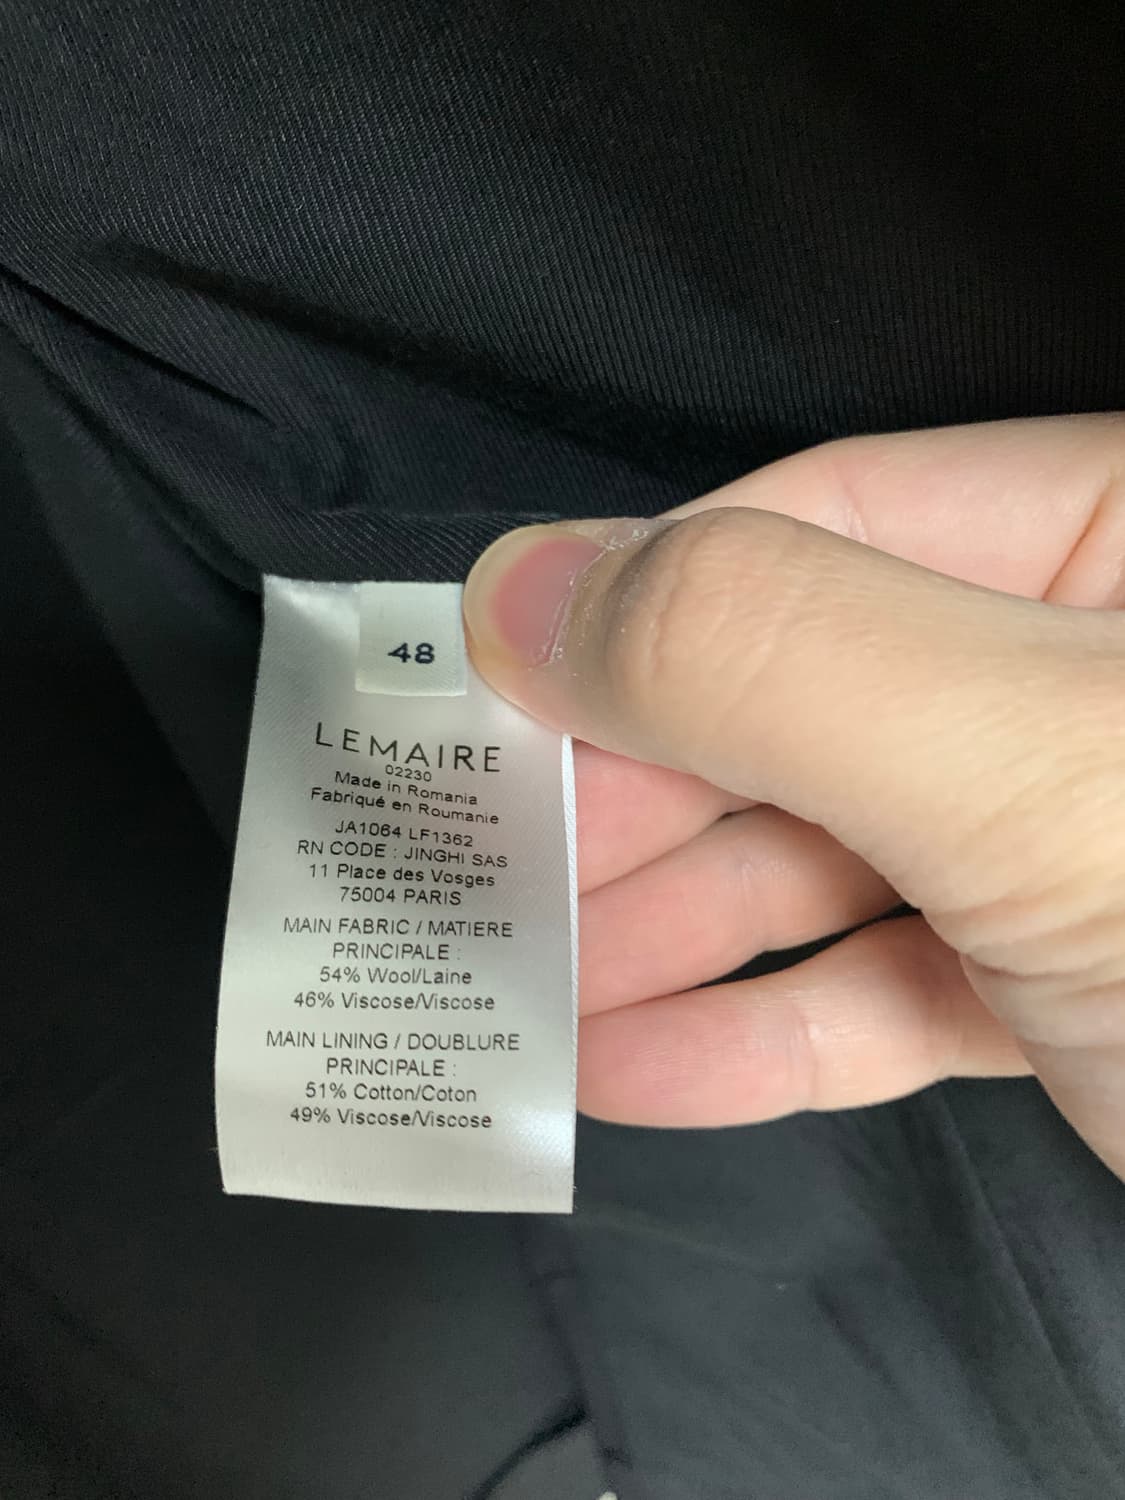 48
LEMAIRE
02230
Made in Romania
Fabriqué en Roumanie
JA1064 LF1362
RN CODE : JINGHI SAS
11 Place des Vosges
75004 PARIS
MAIN FABRIC / MATIERE
PRINCIPALE :
54% Wool/Laine
46% Viscose/Viscose
MAIN LINING / DOUBLURE
PRINCIPALE :
51% Cotton/Coton
49% Viscose/Viscose